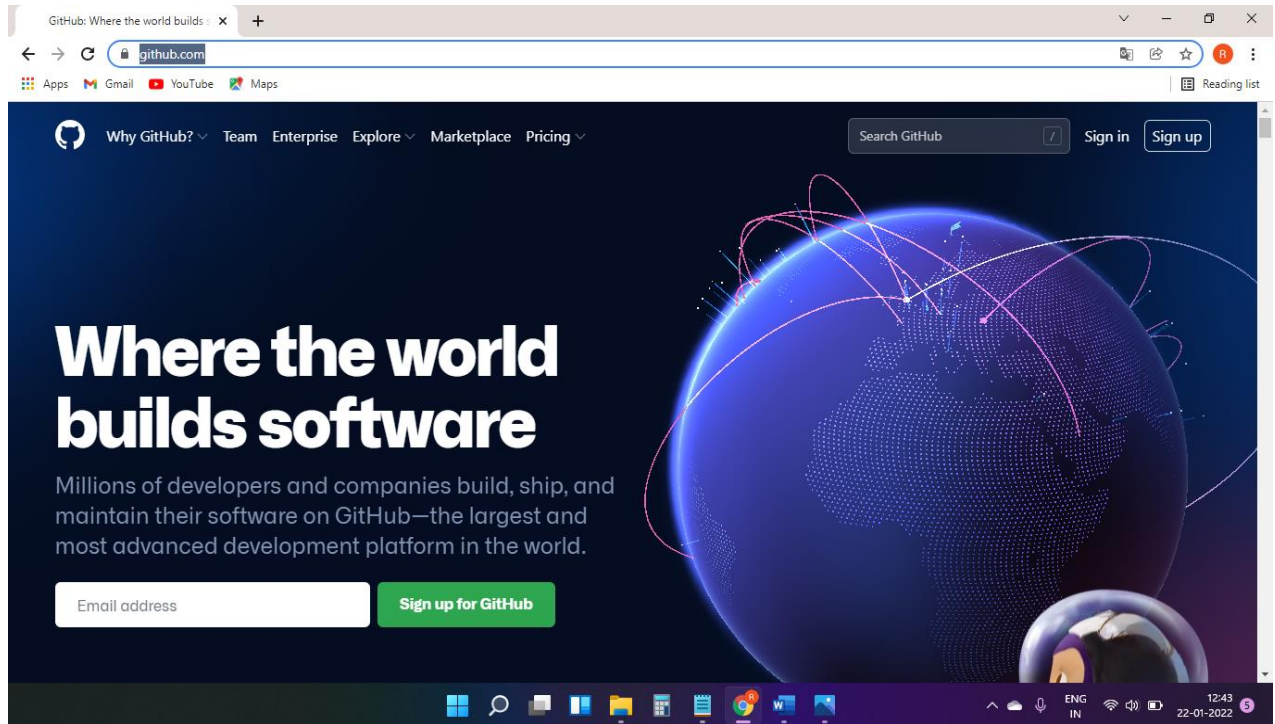 GitHub: Where the world builds s
github.com
R
Apps Gmail YouTube Maps Reading list
Why GitHub? Team Enterprise Explore Marketplace Pricing Search GitHub / Sign in Sign up
Where the world
builds software
Millions of developers and companies build, ship, and
maintain their software on GitHub—the largest and
most advanced development platform in the world.
Email address Sign up for GitHub
R W ENG 12:43
IN 22-01-2022 5